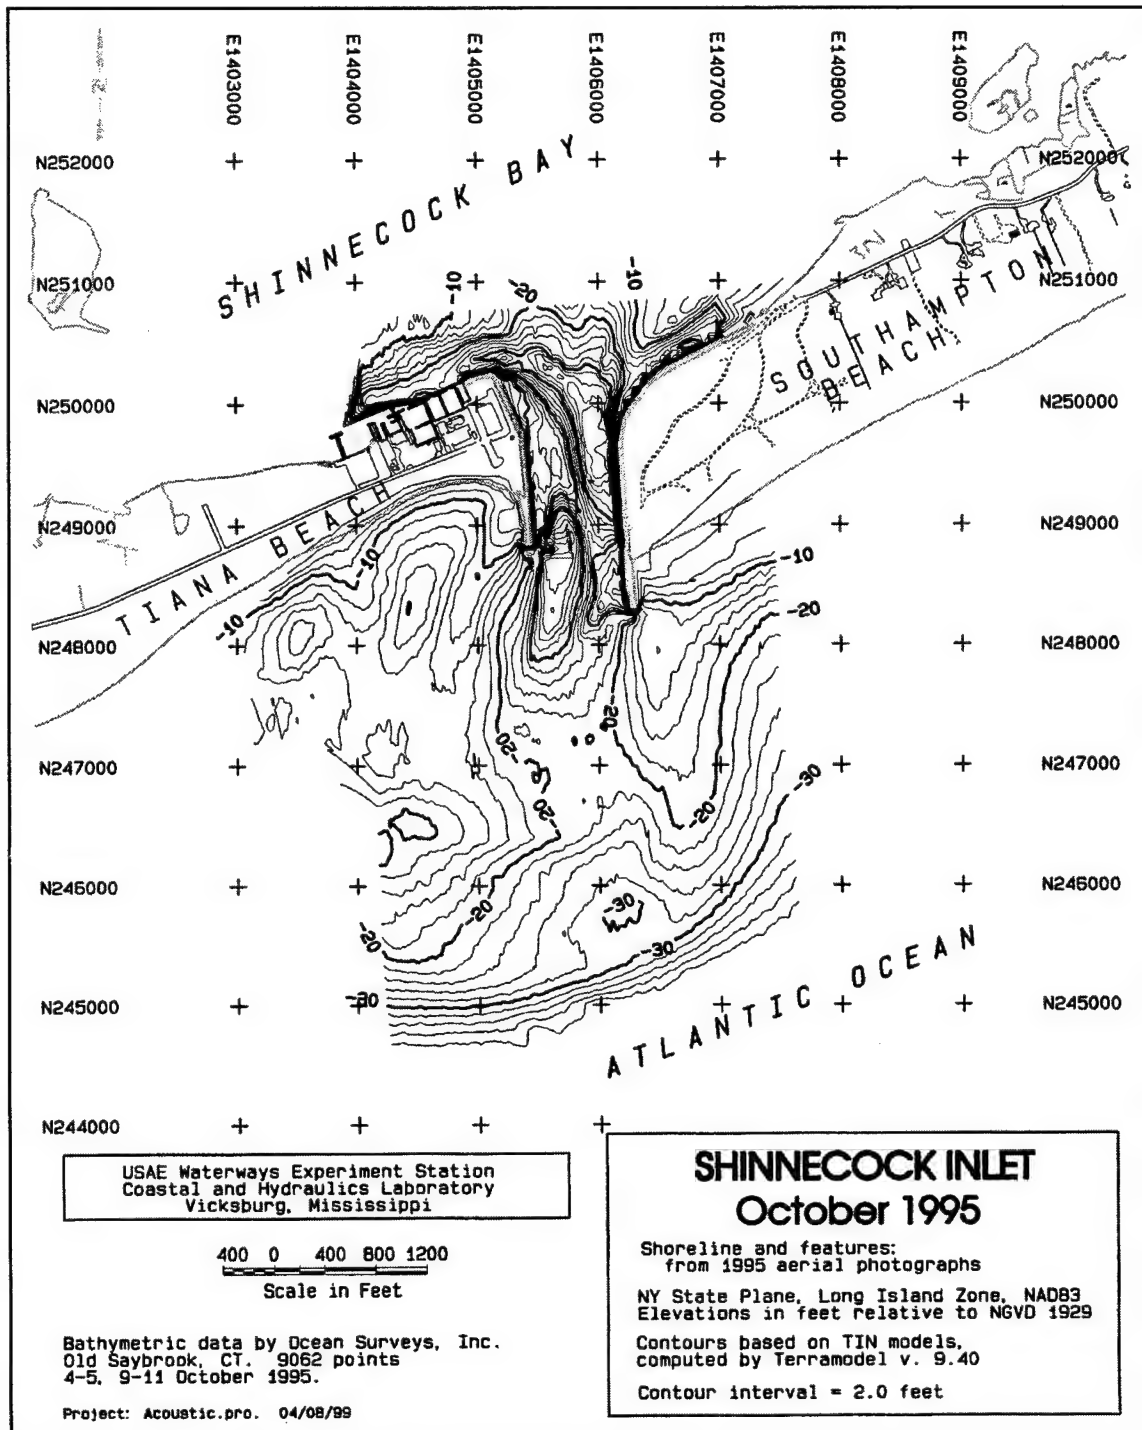 E1403000
E1404000
E1405000
E1406000
E1407000
E1408000
E1409000
N252000
N252000
SHINNECOCK BAY
N251000
-10
-20
-10
N251000
SOUTHAMPTON
BEACH
N250000
N250000
N249000
N249000
TIANA BEACH
-10
-10
-10
-20
N248000
N248000
-20
-20
N247000
-20
-20
-30
N247000
N246000
-20
-20
-30
-30
N246000
N245000
-30
N245000
ATLANTIC OCEAN
N244000
USAE Waterways Experiment Station
Coastal and Hydraulics Laboratory
Vicksburg, Mississippi
400 0 400 800 1200
Scale in Feet
Bathymetric data by Ocean Surveys, Inc.
Old Saybrook, CT. 9062 points
4-5, 9-11 October 1995.
Project: Acoustic.pro. 04/08/99
SHINNECOCK INLET
October 1995
Shoreline and features:
from 1995 aerial photographs
NY State Plane, Long Island Zone, NAD83
Elevations in feet relative to NGVD 1929
Contours based on TIN models,
computed by Terramodel v. 9.40
Contour interval = 2.0 feet